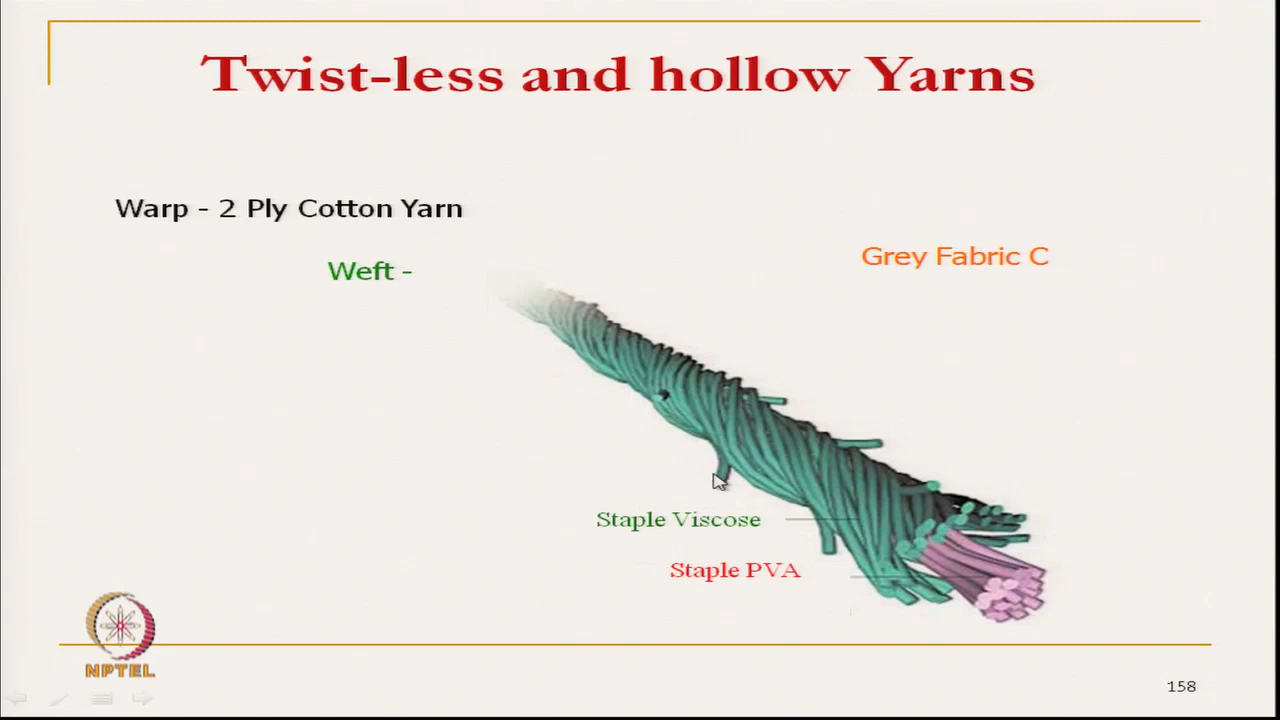 Twist-less and hollow Yarns
Warp - 2 Ply Cotton Yarn
Weft -
Grey Fabric C
Staple Viscose
Staple PVA
NPTEL
158